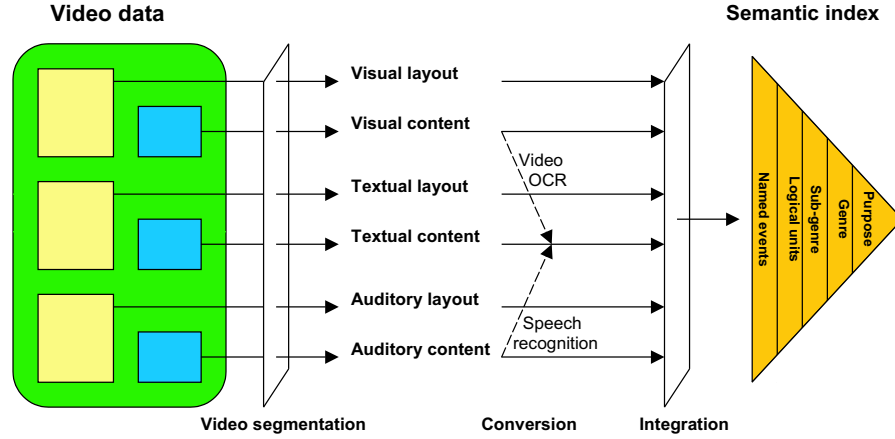 Video data
Semantic index
Visual layout
Visual content
Video
OCR
Textual layout
Textual content
Auditory layout
Speech
recognition
Auditory content
Named events
Logical units
Sub-genre
Genre
Purpose
Video segmentation
Conversion
Integration